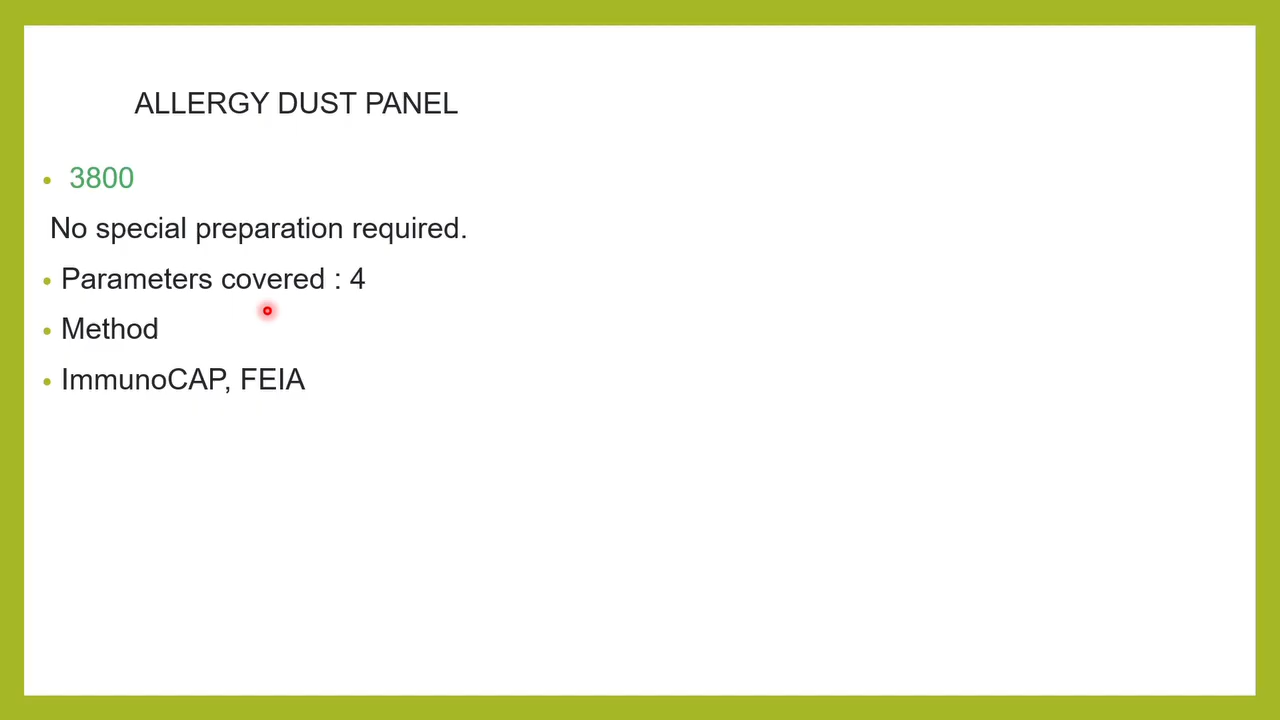 ALLERGY DUST PANEL
• 3800
No special preparation required.
• Parameters covered : 4
• Method
• ImmunoCAP, FEIA